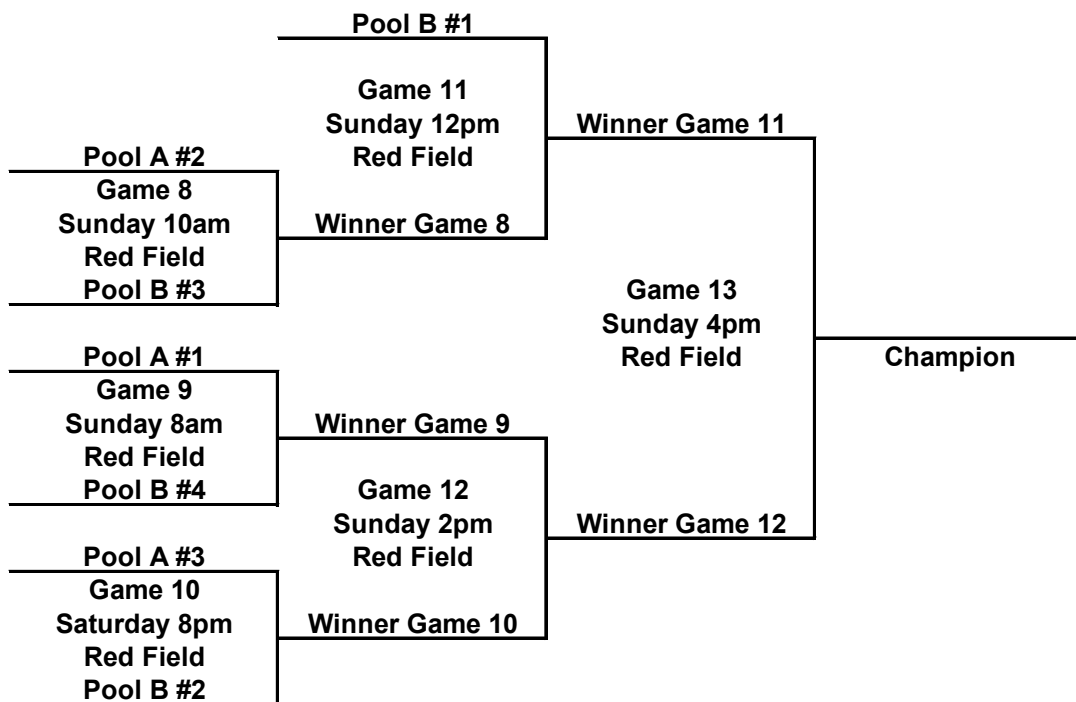 Pool B #1
Game 11
Sunday 12pm
Red Field
Winner Game 11
Pool A #2
Game 8
Sunday 10am
Red Field
Pool B #3
Winner Game 8
Game 13
Sunday 4pm
Red Field
Champion
Pool A #1
Game 9
Sunday 8am
Red Field
Pool B #4
Winner Game 9
Game 12
Sunday 2pm
Red Field
Winner Game 12
Pool A #3
Game 10
Saturday 8pm
Red Field
Pool B #2
Winner Game 10